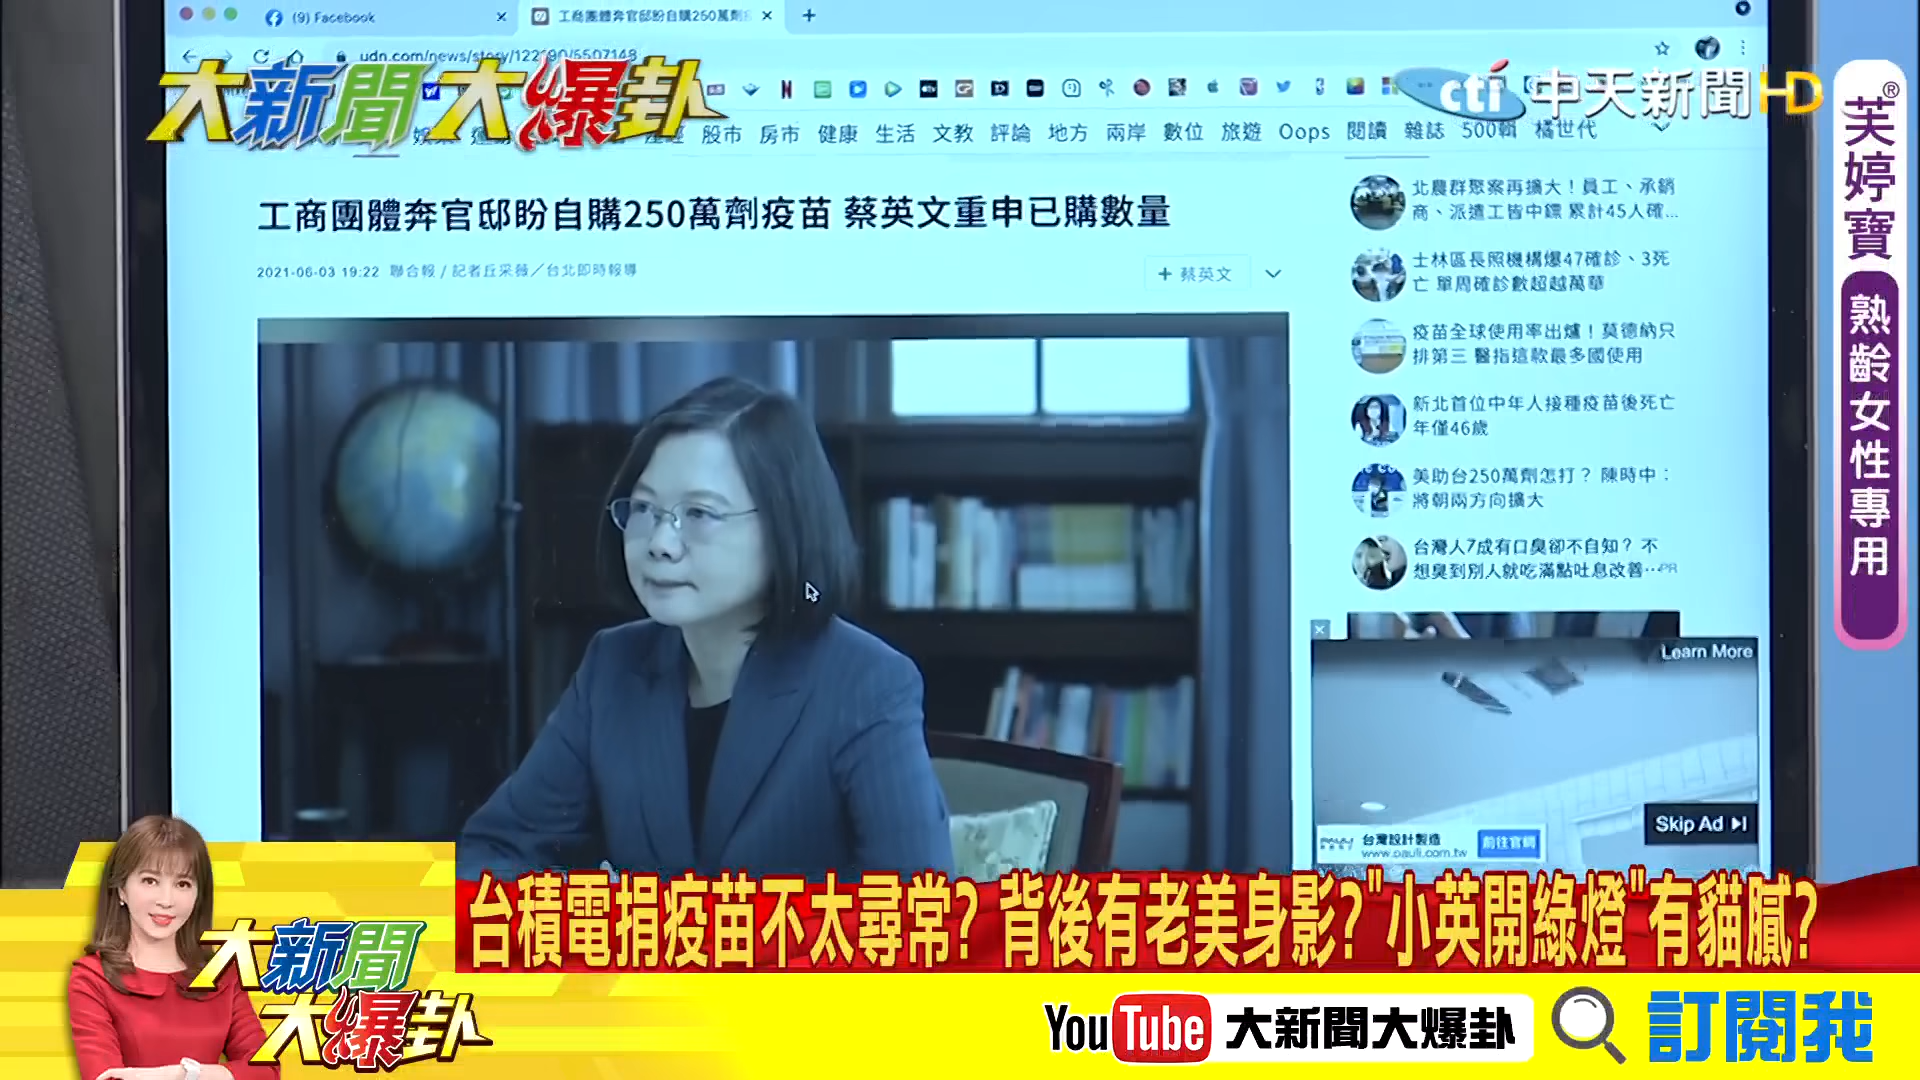 (9) Facebook
工商團體奔官邸盼自購250萬劑
udn.com/news/story/122190/5507148
大新聞大爆卦
cti 中天新聞HD
股市 房市 健康 生活 文教 評論 地方 兩岸 數位 旅遊 Oops 閱讀 雜誌 500輯 橘世代
工商團體奔官邸盼自購250萬劑疫苗 蔡英文重申已購數量
2021-06-03 19:22 聯合報 / 記者丘采薇／台北即時報導
+ 蔡英文
北農群聚案再擴大！員工、承銷
商、派遣工皆中鏢 累計45人確...
士林區長照機構爆47確診、3死
亡 單周確診數超越萬華
疫苗全球使用率出爐！莫德納只
排第三 醫指這款最多國使用
新北首位中年人接種疫苗後死亡
年僅46歲
美助台250萬劑怎打？ 陳時中：
將朝兩方向擴大
台灣人7成有口臭卻不自知？ 不
想臭到別人就吃滿點吐息改善…PR
Learn More
Skip Ad
台灣設計製造
www.pauli.com.tw
前往官網
芙婷寶®
熟齡女性專用
台積電捐疫苗不太尋常? 背後有老美身影?"小英開綠燈"有貓膩?
大新聞
大爆卦
YouTube 大新聞大爆卦
訂閱我